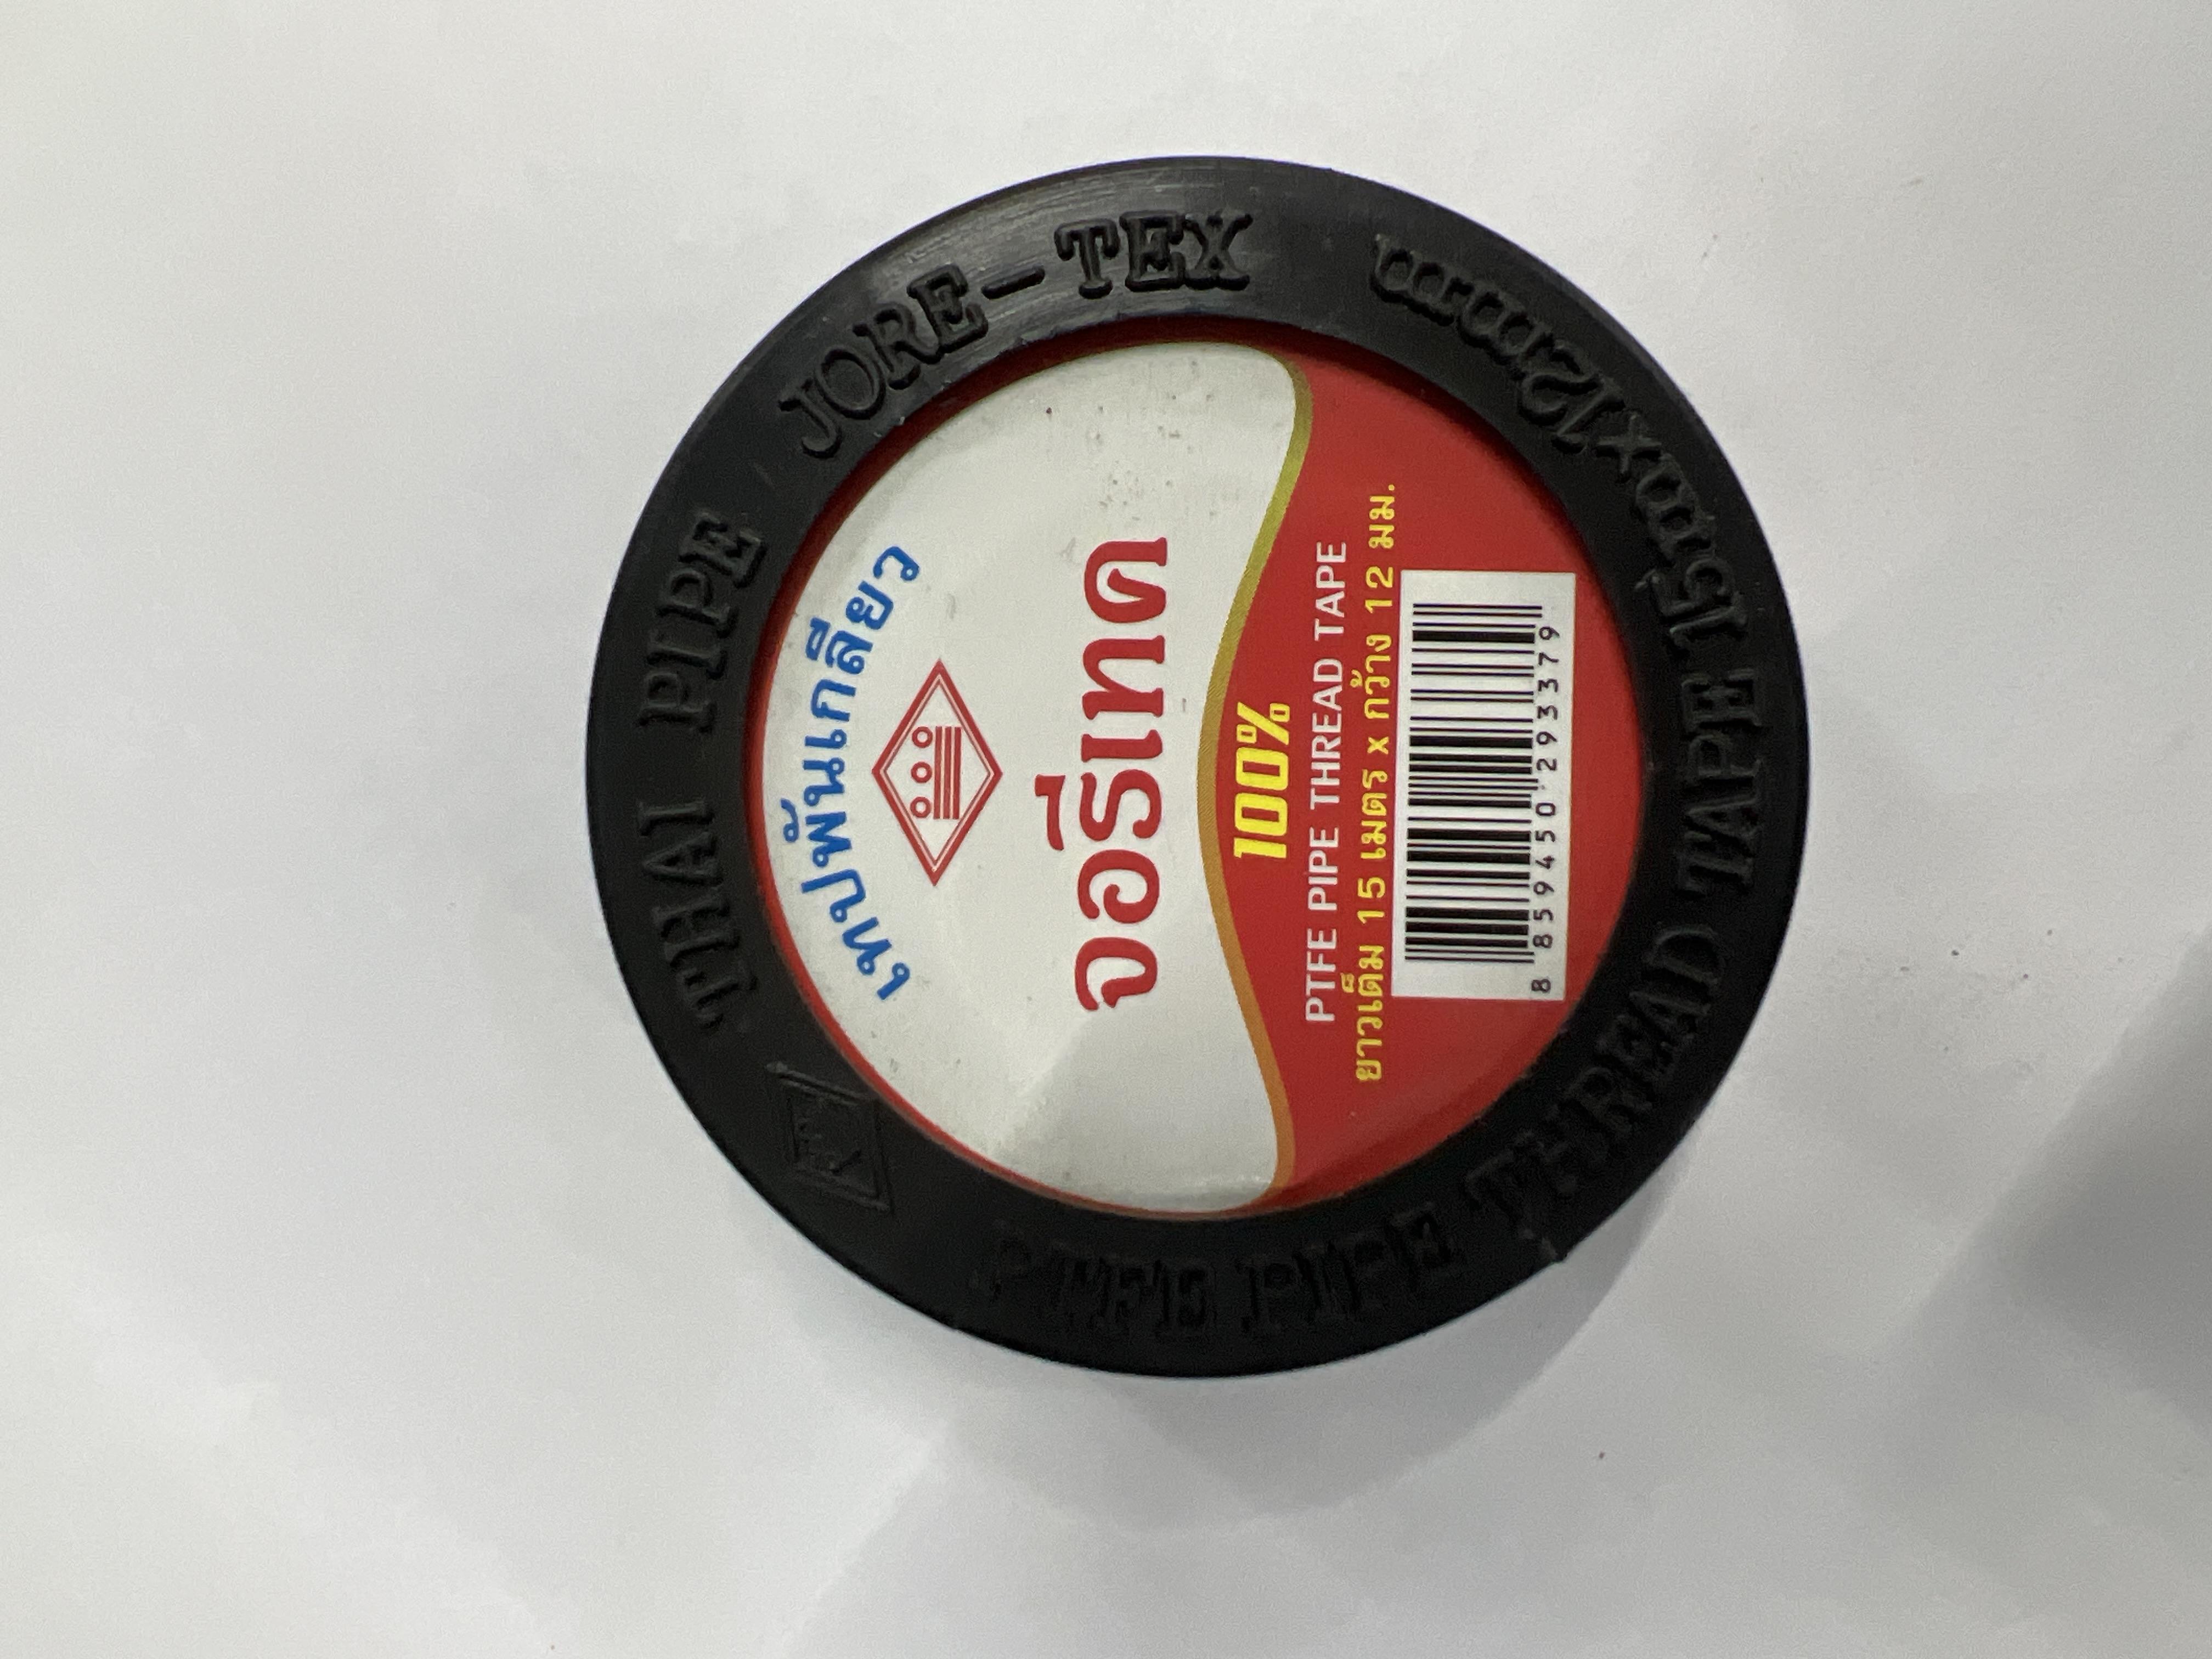 THAI PIPE JORE-TEX
เทปพันเกลียว
จอรีเทด
100%
PTFE PIPE THREAD TAPE
ยาวเต็ม 15 เมตร x กว้าง 12 มม.
8 859450 293379
PTFE PIPE THREAD TAPE 15mx12mm